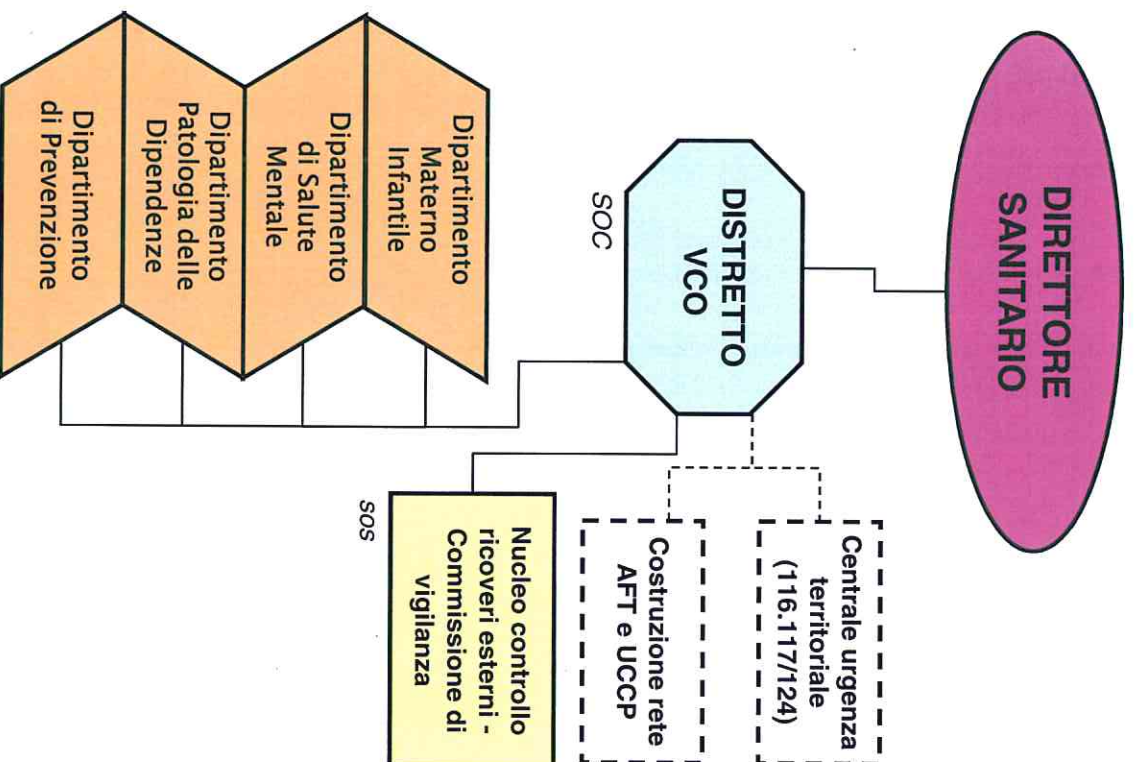 DIRETTORE
SANITARIO
DISTRETTO
VCO
SOC
Centrale urgenza
territoriale
(116.117/124)
Costruzione rete
AFT e UCCP
Nucleo controllo
ricoveri esterni -
Commissione di
vigilanza
SOS
Dipartimento
Materno
Infantile
Dipartimento
di Salute
Mentale
Dipartimento
Patologia delle
Dipendenze
Dipartimento
di Prevenzione